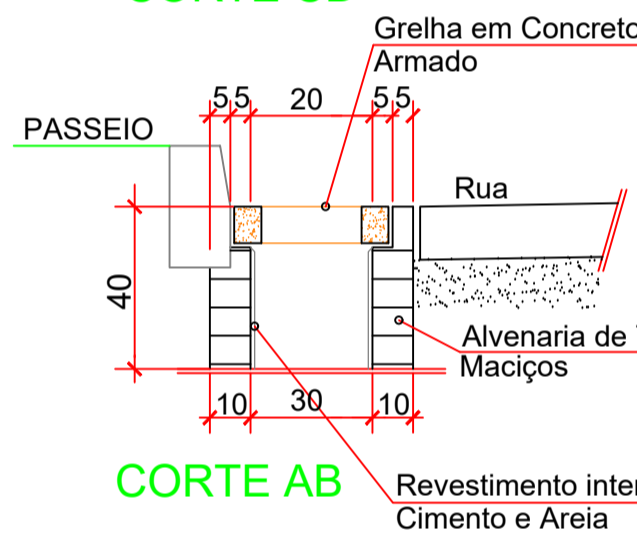 Grelha em Concreto
Armado
5 5 20 5 5
PASSEIO
Rua
40
Alvenaria de
Maciços
10 30 10
CORTE AB
Revestimento inter
Cimento e Areia